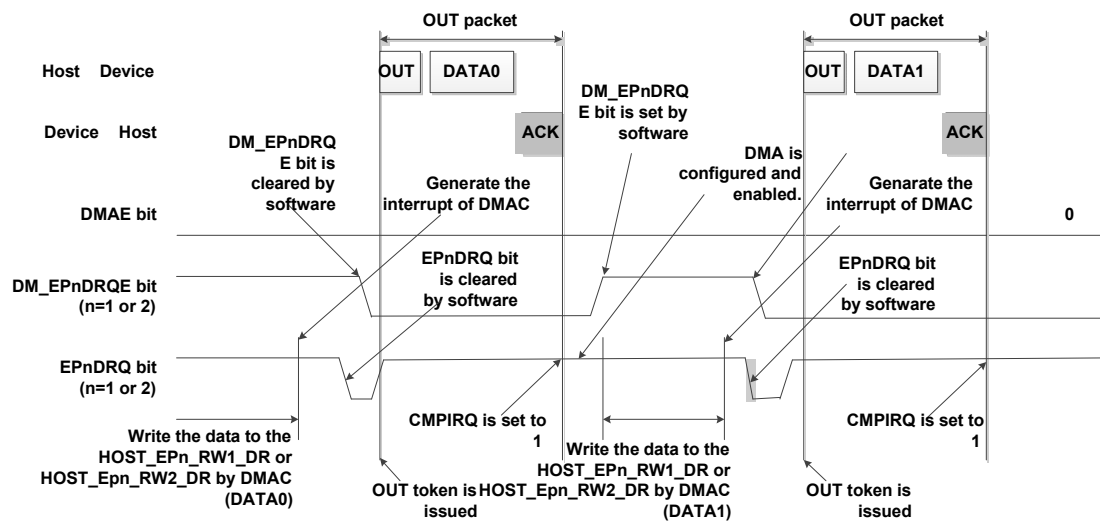 OUT packet
OUT packet
Host Device
OUT
DATA0
OUT
DATA1
Device Host
ACK
ACK
DM_EPnDRQ
E bit is
cleared by
software
DM_EPnDRQ
E bit is set by
software
Generate the
interrupt of DMAC
DMA is
configured and
enabled.
Genarate the
interrupt of DMAC
DMAE bit
0
EPnDRQ bit
is cleared
by software
EPnDRQ bit
is cleared
by software
DM_EPnDRQE bit
(n=1 or 2)
EPnDRQ bit
(n=1 or 2)
Write the data to the
HOST_EPn_RW1_DR or
HOST_Epn_RW2_DR by DMAC
(DATA0)
CMPIRQ is set to
1
Write the data to the
HOST_EPn_RW1_DR or
HOST_Epn_RW2_DR by DMAC
(DATA1)
CMPIRQ is set to
1
OUT token is
issued
OUT token is
issued